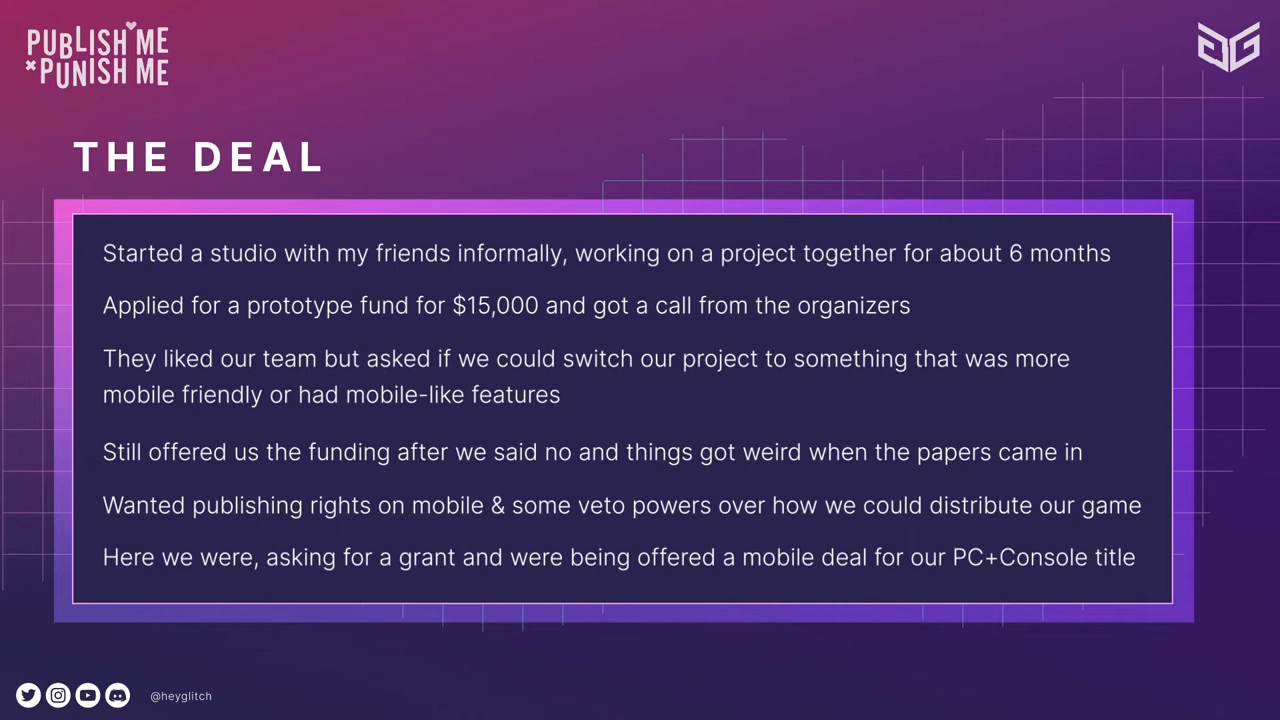 PUBLISH ME
PUNISH ME
THE DEAL
Started a studio with my friends informally, working on a project together for about 6 months
Applied for a prototype fund for $15,000 and got a call from the organizers
They liked our team but asked if we could switch our project to something that was more
mobile friendly or had mobile-like features
Still offered us the funding after we said no and things got weird when the papers came in
Wanted publishing rights on mobile & some veto powers over how we could distribute our game
Here we were, asking for a grant and were being offered a mobile deal for our PC+Console title
@heyglitch